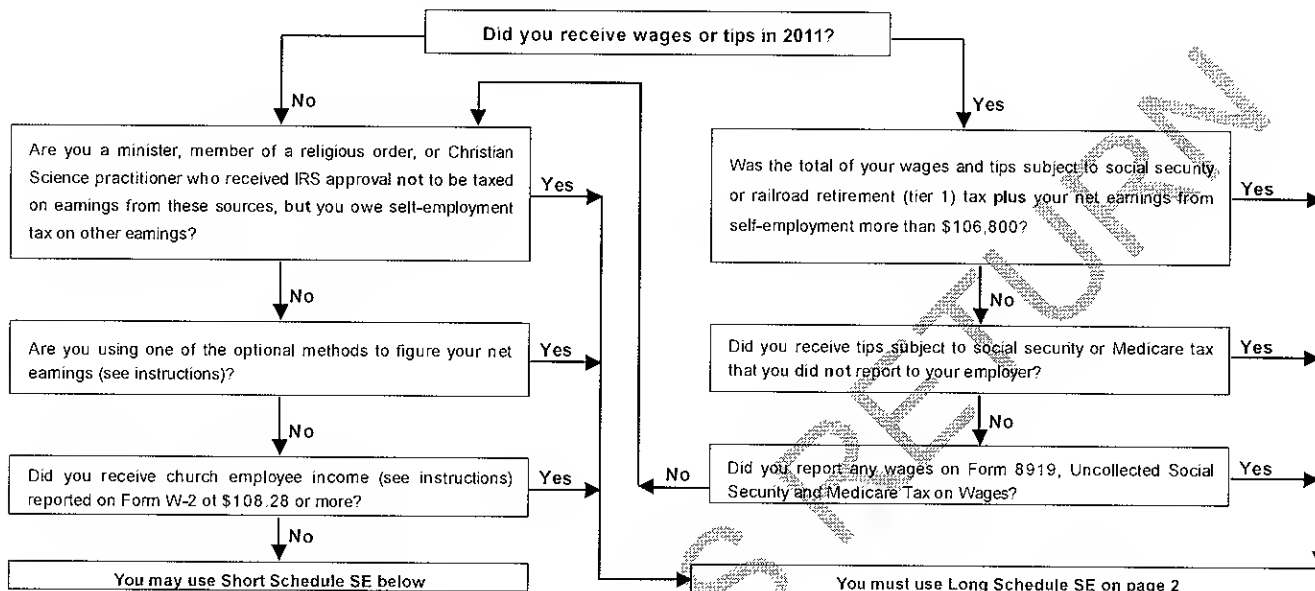 Did you receive wages or tips in 2011?
No
Yes
Are you a minister, member of a religious order, or Christian
Science practitioner who received IRS approval not to be taxed
on earnings from these sources, but you owe self-employment
tax on other earnings?
Yes
Was the total of your wages and tips subject to social security
or railroad retirement (tier 1) tax plus your net earnings from
self-employment more than $106,800?
Yes
No
No
Are you using one of the optional methods to figure your net
earnings (see instructions)?
Yes
Did you receive tips subject to social security or Medicare tax
that you did not report to your employer?
Yes
No
No
Did you receive church employee income (see instructions)
reported on Form W-2 ot $108.28 or more?
Yes
No
Did you report any wages on Form 8919, Uncollected Social
Security and Medicare Tax on Wages?
Yes
No
You may use Short Schedule SE below
You must use Long Schedule SE on page 2
S RETURN